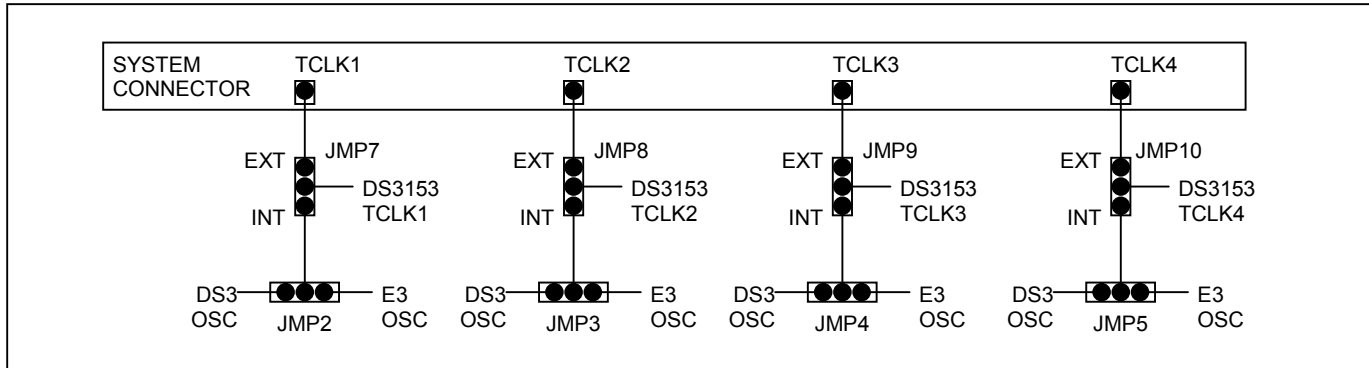 SYSTEM CONNECTOR
TCLK1
TCLK2
TCLK3
TCLK4
EXT
JMP7
DS3153
TCLK1
INT
DS3
OSC
JMP2
E3
OSC
EXT
JMP8
DS3153
TCLK2
INT
DS3
OSC
JMP3
E3
OSC
EXT
JMP9
DS3153
TCLK3
INT
DS3
OSC
JMP4
E3
OSC
EXT
JMP10
DS3153
TCLK4
INT
DS3
OSC
JMP5
E3
OSC